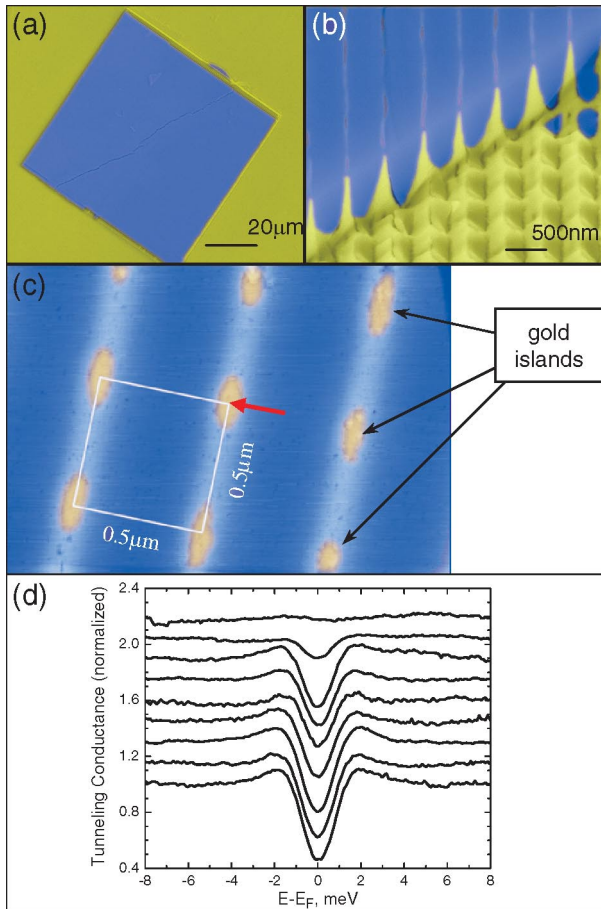 (a)
20µm
(b)
500nm
(c)
gold
islands
0.5µm
0.5µm
(d)
Tunneling Conductance (normalized)
2.4
2.0
1.6
1.2
0.8
0.4
-8 -6 -4 -2 0 2 4 6 8
E-E_F, meV